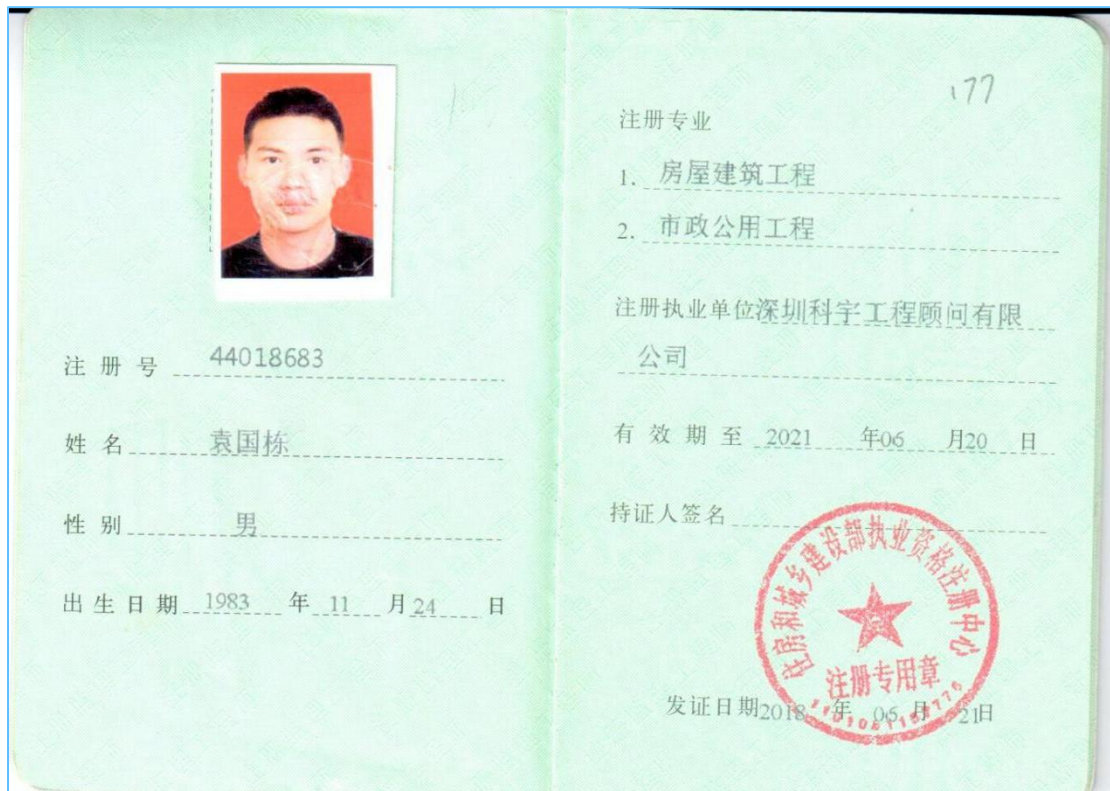 注 册 号 44018683
姓 名 袁国栋
性 别 男
出 生 日 期 1983 年 11 月 24 日
177
注册专业
1. 房屋建筑工程
2. 市政公用工程
注册执业单位深圳科宇工程顾问有限
公司
有 效 期 至 2021 年06 月20 日
持证人签名
住房和城乡建设部执业资格注册中心
注册专用章
发证日期2018 年 06 月 21日